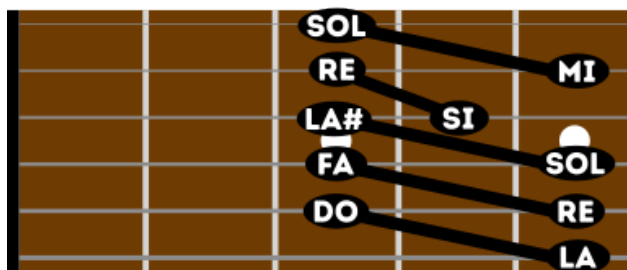 SOL
RE MI
LA# SI
FA SOL
DO RE
LA